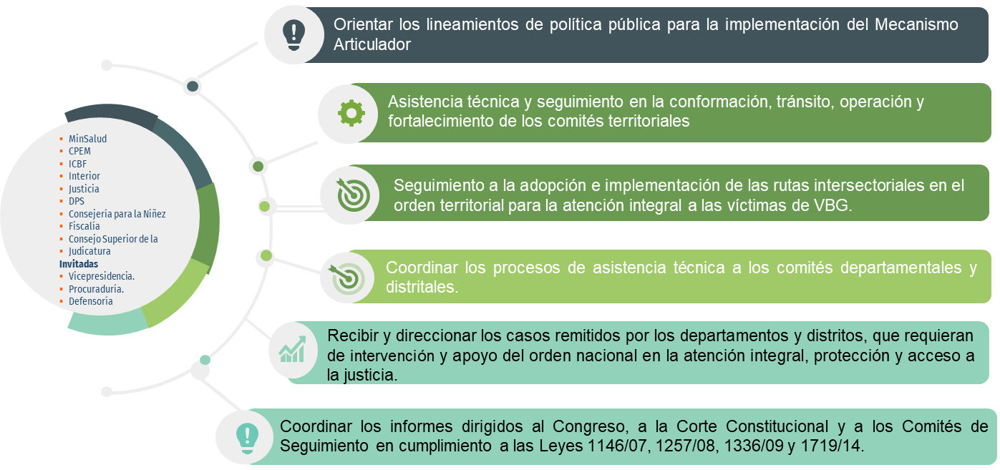 Orientar los lineamientos de política pública para la implementación del Mecanismo
Articulador
Asistencia técnica y seguimiento en la conformación, tránsito, operación y
fortalecimiento de los comités territoriales
Seguimiento a la adopción e implementación de las rutas intersectoriales en el
orden territorial para la atención integral a las víctimas de VBG.
Coordinar los procesos de asistencia técnica a los comités departamentales y
distritales.
Recibir y direccionar los casos remitidos por los departamentos y distritos, que requieran
de intervención y apoyo del orden nacional en la atención integral, protección y acceso a
la justicia.
Coordinar los informes dirigidos al Congreso, a la Corte Constitucional y a los Comités de
Seguimiento en cumplimiento a las Leyes 1146/07, 1257/08, 1336/09 y 1719/14.
▪ MinSalud
▪ CPEM
▪ ICBF
▪ Interior
▪ Justicia
▪ DPS
▪ Consejería para la Niñez
▪ Fiscalía
▪ Consejo Superior de la
▪ Judicatura
Invitadas
▪ Vicepresidencia.
▪ Procuraduría.
▪ Defensoría